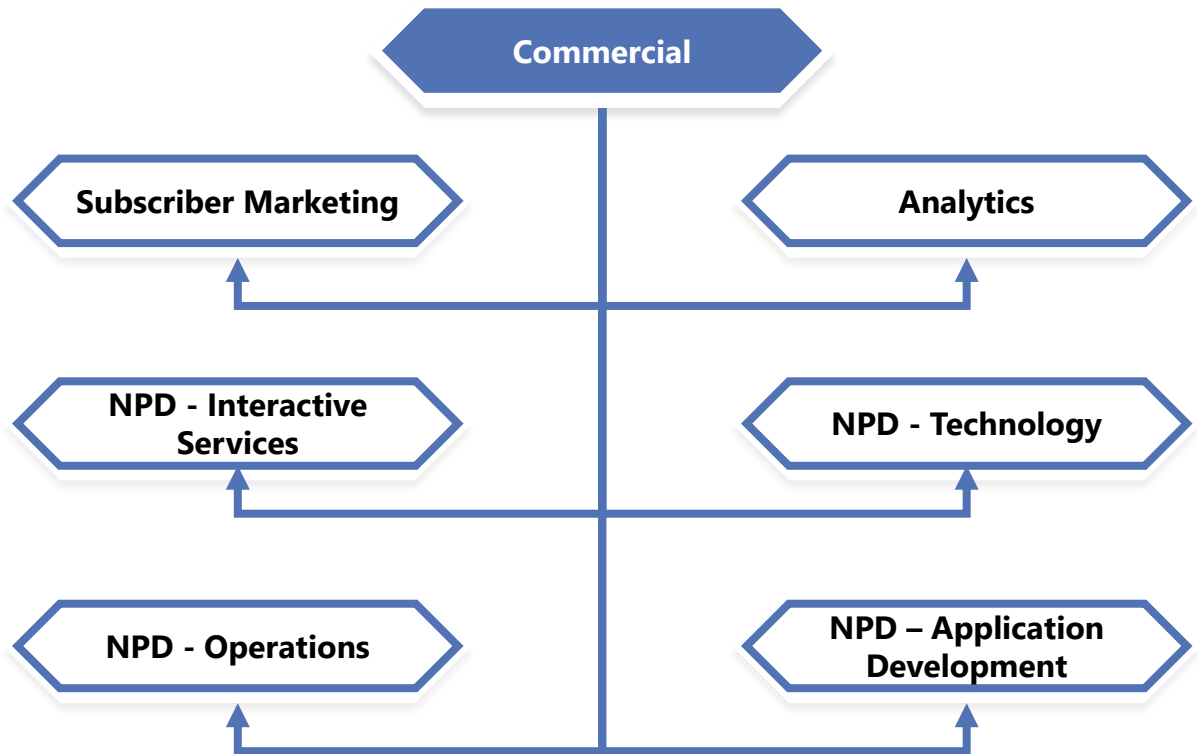 Commercial
Subscriber Marketing
Analytics
NPD - Interactive
Services
NPD - Technology
NPD - Operations
NPD – Application
Development